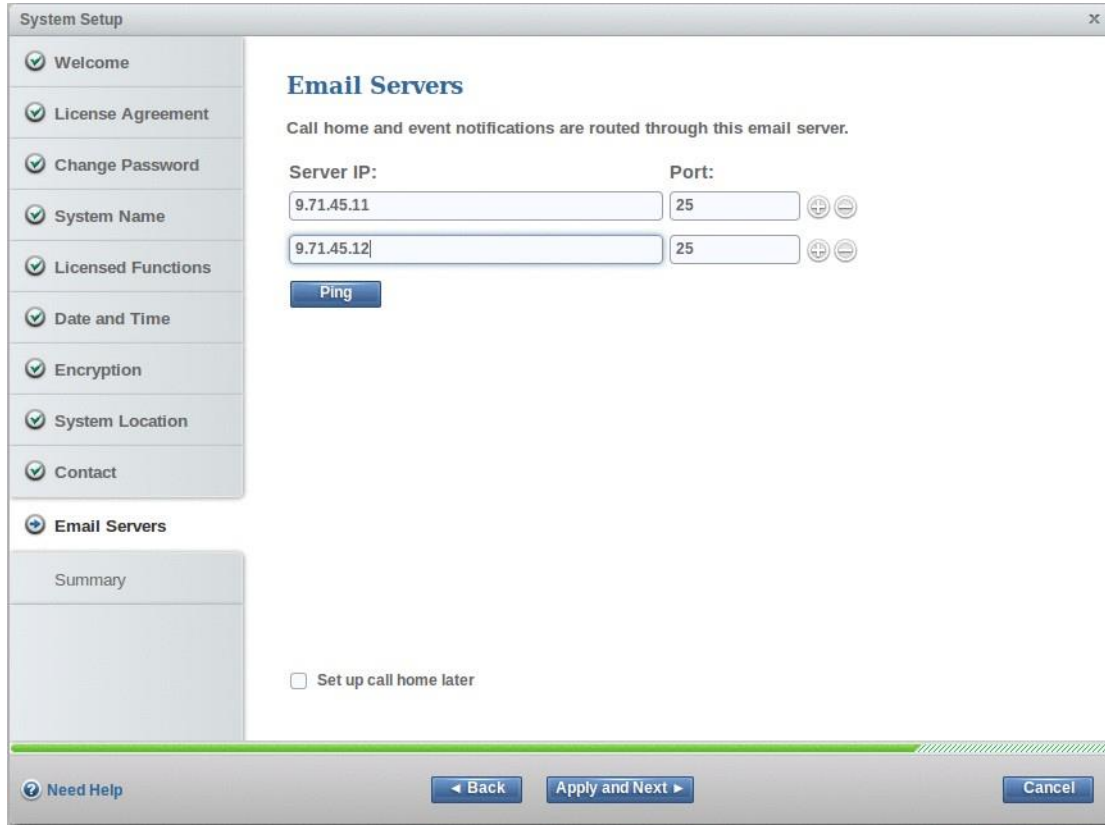 System Setup
x
Welcome
License Agreement
Change Password
System Name
Licensed Functions
Date and Time
Encryption
System Location
Contact
Email Servers
Summary
Email Servers
Call home and event notifications are routed through this email server.
Server IP: Port:
9.71.45.11 25
9.71.45.12 25
Ping
Set up call home later
Need Help
◄ Back
Apply and Next ►
Cancel